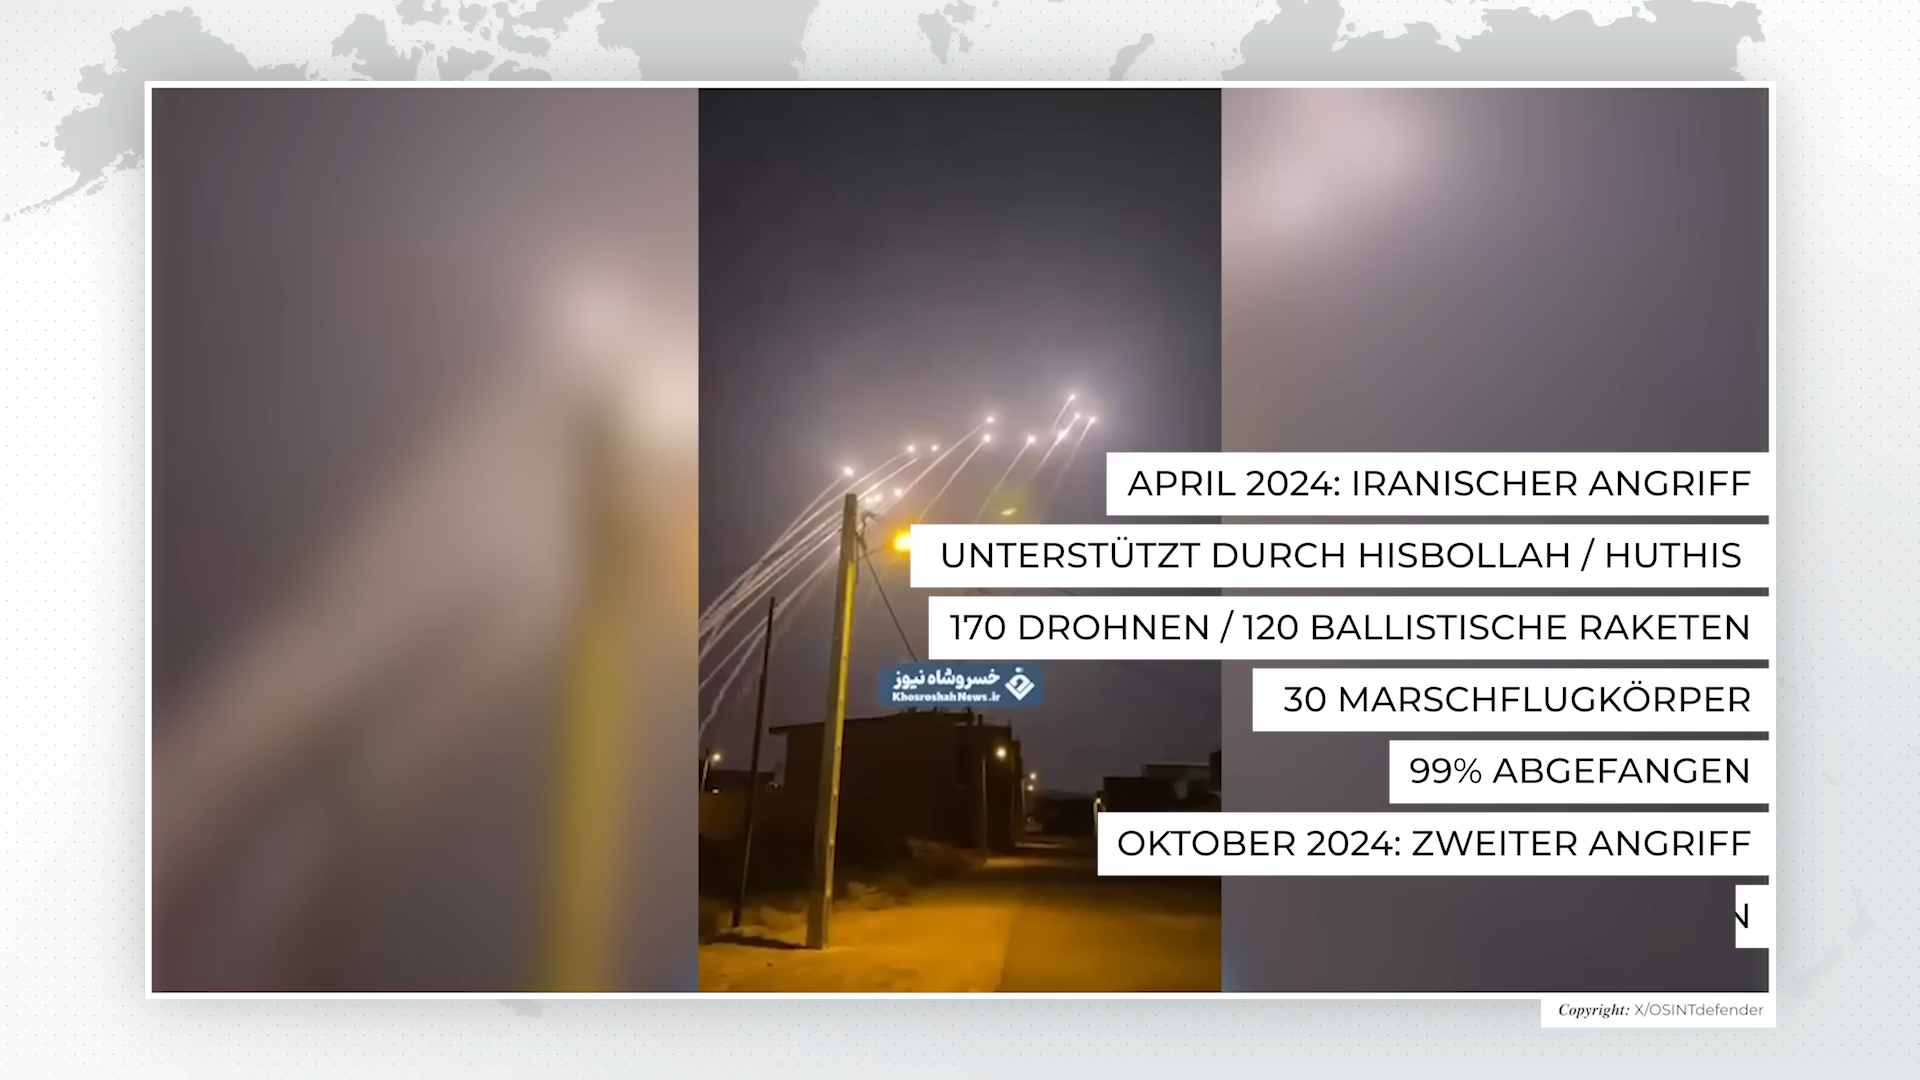 APRIL 2024: IRANISCHER ANGRIFF
UNTERSTÜTZT DURCH HISBOLLAH / HUTHIS
170 DROHNEN / 120 BALLISTISCHE RAKETEN
خسروشاه نیوز
KhosroshahNews.ir
30 MARSCHFLUGKÖRPER
99% ABGEFANGEN
OKTOBER 2024: ZWEITER ANGRIFF
N
Copyright: X/OSINTdefender